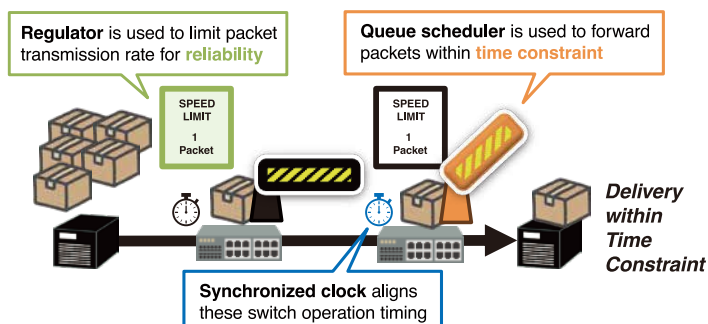 Regulator is used to limit packet
transmission rate for reliability
Queue scheduler is used to forward
packets within time constraint
SPEED
LIMIT
1
Packet
SPEED
LIMIT
1
Packet
Delivery
within
Time
Constraint
Synchronized clock aligns
these switch operation timing